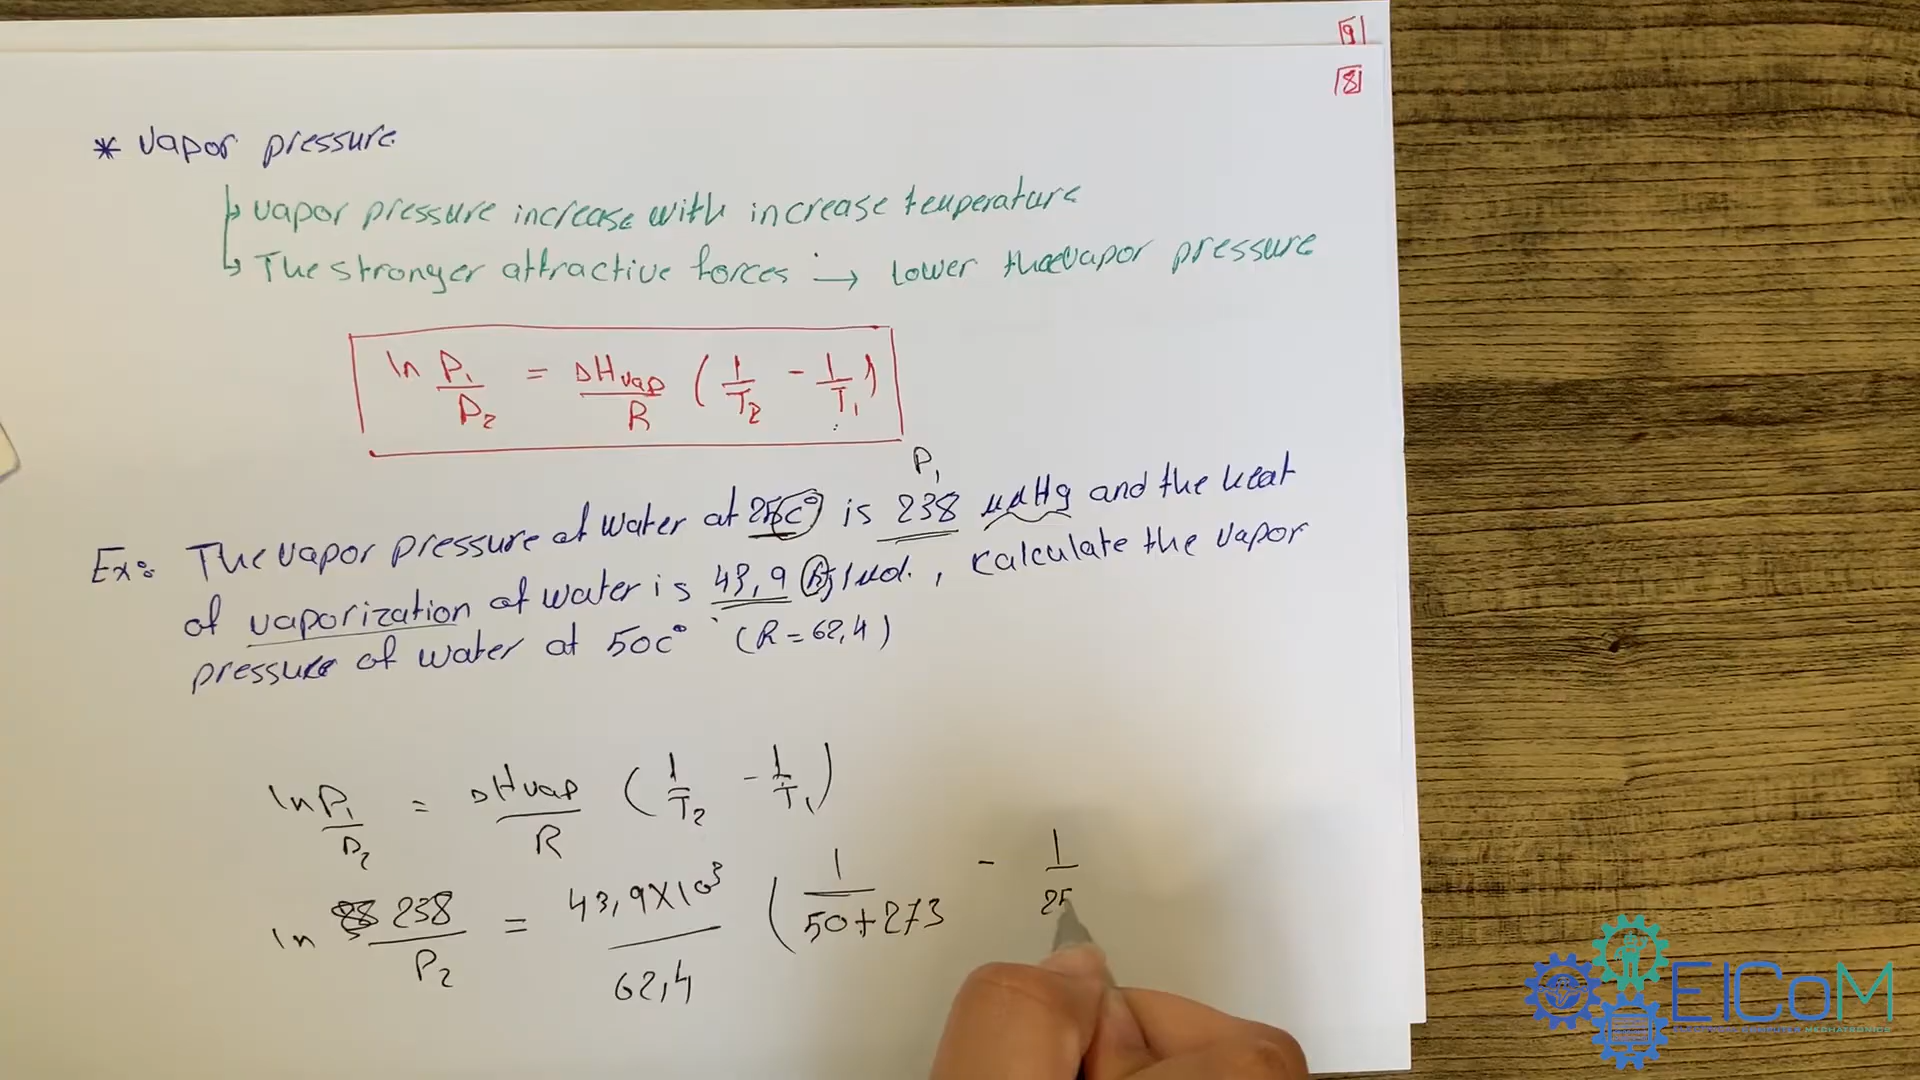 9
8
* Vapor pressure
vapor pressure increase with increase temperature
The stronger attractive forces → lower the vapor pressure
ln P₁/P₂ = ΔHvap/R (1/T₂ - 1/T₁)
P₁
Ex: The vapor pressure of water at 25c° is 238 mmHg and the heat
of vaporization of water is 43,9 kj/mol. , calculate the vapor
pressure of water at 50c° (R = 62,4)
ln P₁/P₂ = ΔHvap/R (1/T₂ - 1/T₁)
ln 238/P₂ = 43,9x10³/62,4 (1/50+273 - 1/25
EICoM